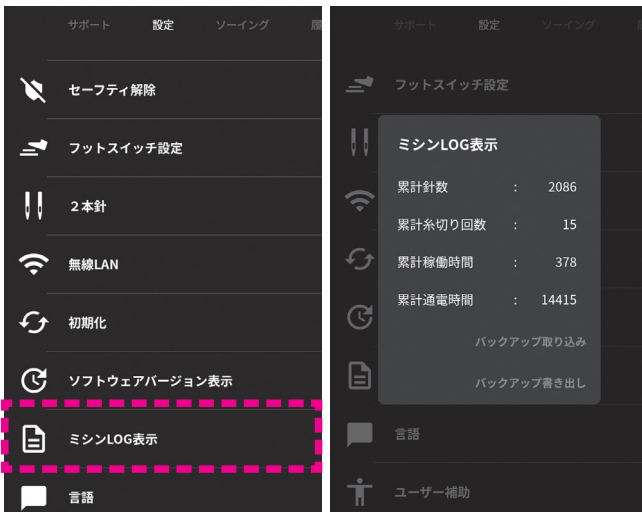 サポート 設定 ソーイング 履
セーフティ解除
フットスイッチ設定
２本針
無線LAN
初期化
ソフトウェアバージョン表示
ミシンLOG表示
言語
サポート 設定 ソーイング
フットスイッチ設定
ミシンLOG表示
累計針数 : 2086
累計糸切り回数 : 15
累計稼働時間 : 378
累計通電時間 : 14415
バックアップ取り込み
バックアップ書き出し
言語
ユーザー補助